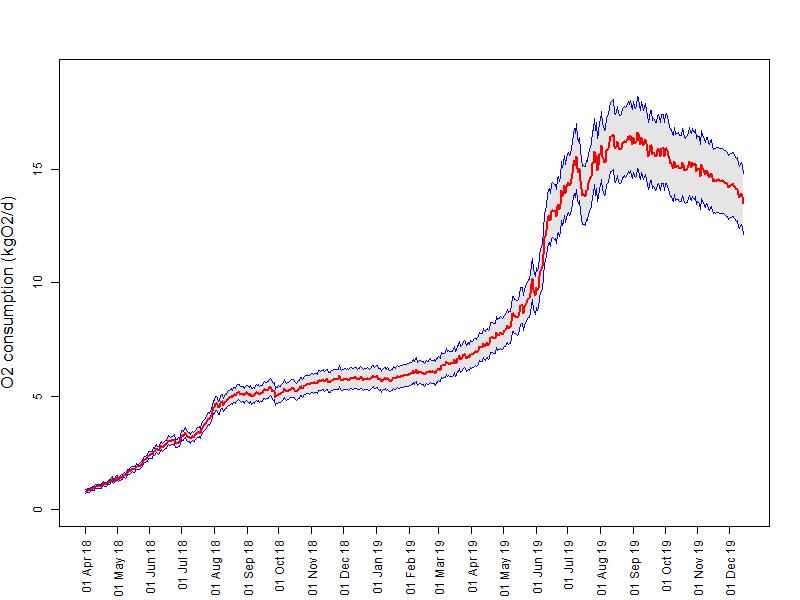 O2 consumption (kgO2/d)
15
10
5
0
01 Apr 18
01 May 18
01 Jun 18
01 Jul 18
01 Aug 18
01 Sep 18
01 Oct 18
01 Nov 18
01 Dec 18
01 Jan 19
01 Feb 19
01 Mar 19
01 Apr 19
01 May 19
01 Jun 19
01 Jul 19
01 Aug 19
01 Sep 19
01 Oct 19
01 Nov 19
01 Dec 19